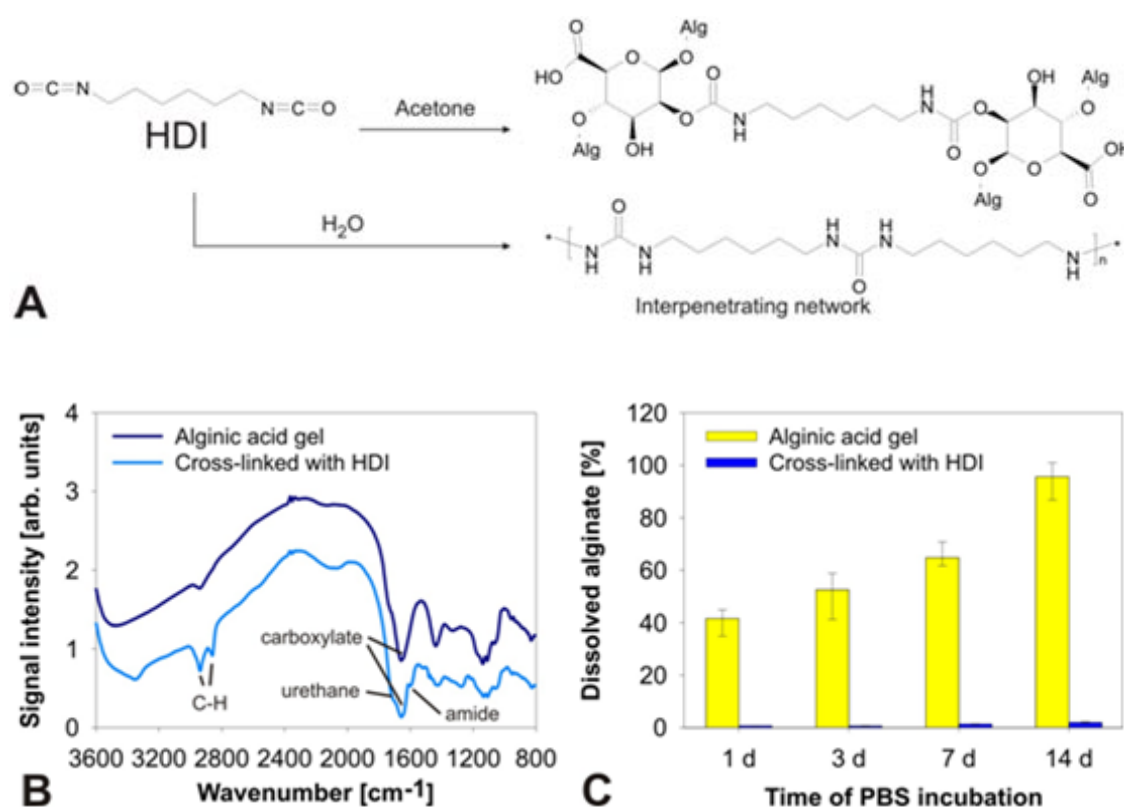 O=C=N
N=C=O
HDI
Acetone
H2O
Alg
O
HO
O
O
O
Alg
OH
O
O
N
H
H
N
O
O
OH
Alg
O
O
O
Alg
OH
O
O
N
H
N
H
O
N
H
N
H
O
N
H
n
Interpenetrating network
A
Signal intensity [arb. units]
4
3
2
1
0
Alginic acid gel
Cross-linked with HDI
carboxylate
urethane
C-H
amide
3600 3200 2800 2400 2000 1600 1200 800
Wavenumber [cm-1]
B
Dissolved alginate [%]
120
100
80
60
40
20
0
Alginic acid gel
Cross-linked with HDI
1 d 3 d 7 d 14 d
Time of PBS incubation
C